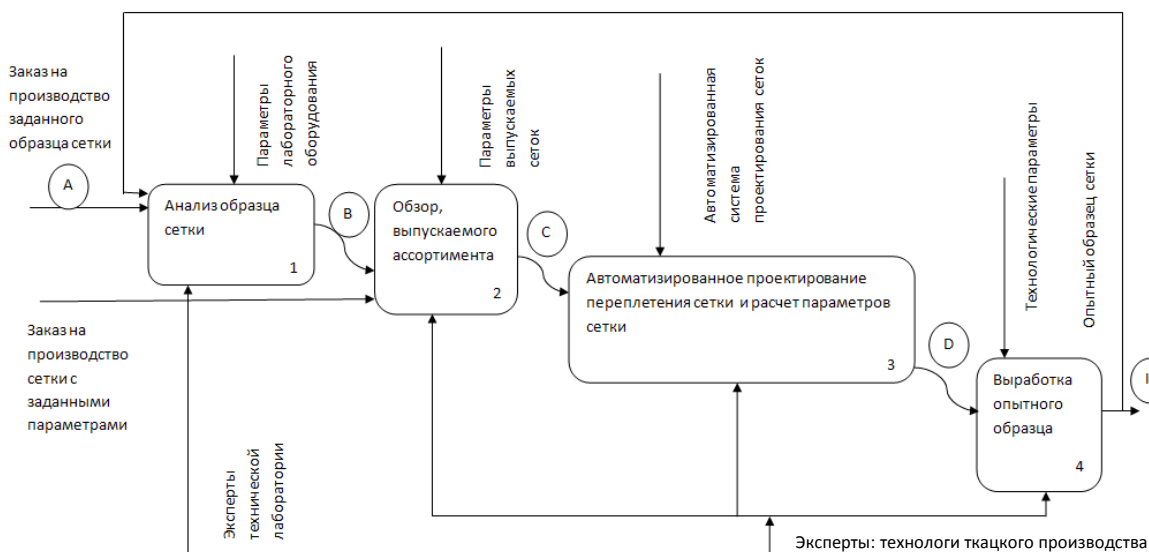 Заказ на
производство
заданного
образца сетки
A
Параметры
лабораторного
оборудования
Анализ образца
сетки
1
B
Параметры
выпускаемых
сеток
Обзор,
выпускаемого
ассортимента
2
C
Заказ на
производство
сетки с
заданными
параметрами
Эксперты
технической
лаборатории
Автоматизированная
система
проектирования сеток
Автоматизированное проектирование
переплетения сетки и расчет параметров
сетки
3
D
Технологические параметры
Опытный образец сетки
Выработка
опытного
образца
4
I
Эксперты: технологи ткацкого производства